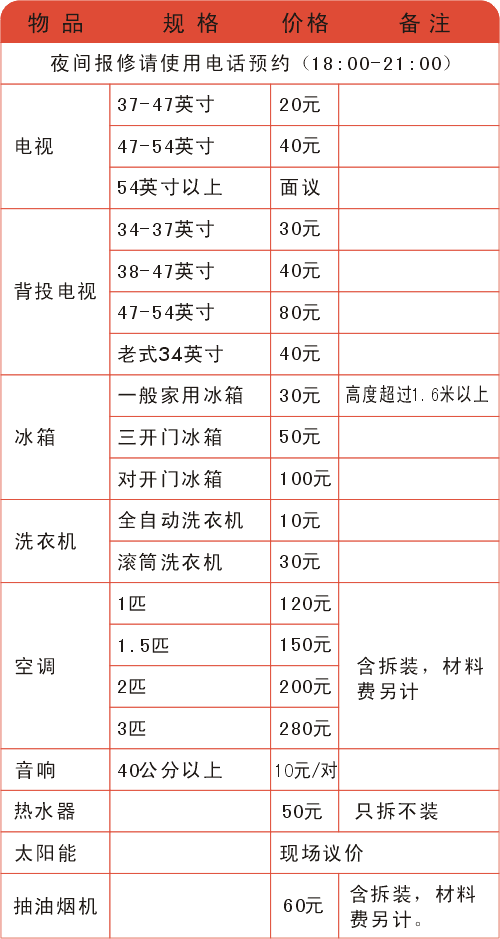 物品 规格 价格 备注
夜间报修请使用电话预约（18:00-21:00）
电视 37-47英寸 20元
47-54英寸 40元
54英寸以上 面议
背投电视 34-37英寸 30元
38-47英寸 40元
47-54英寸 80元
老式34英寸 40元
冰箱 一般家用冰箱 30元 高度超过1.6米以上
三开门冰箱 50元
对开门冰箱 100元
洗衣机 全自动洗衣机 10元
滚筒洗衣机 30元
空调 1匹 120元 含拆装，材料
费另计
1.5匹 150元
2匹 200元
3匹 280元
音响 40公分以上 10元/对
热水器 50元 只拆不装
太阳能 现场议价
抽油烟机 60元 含拆装，材料
费另计。